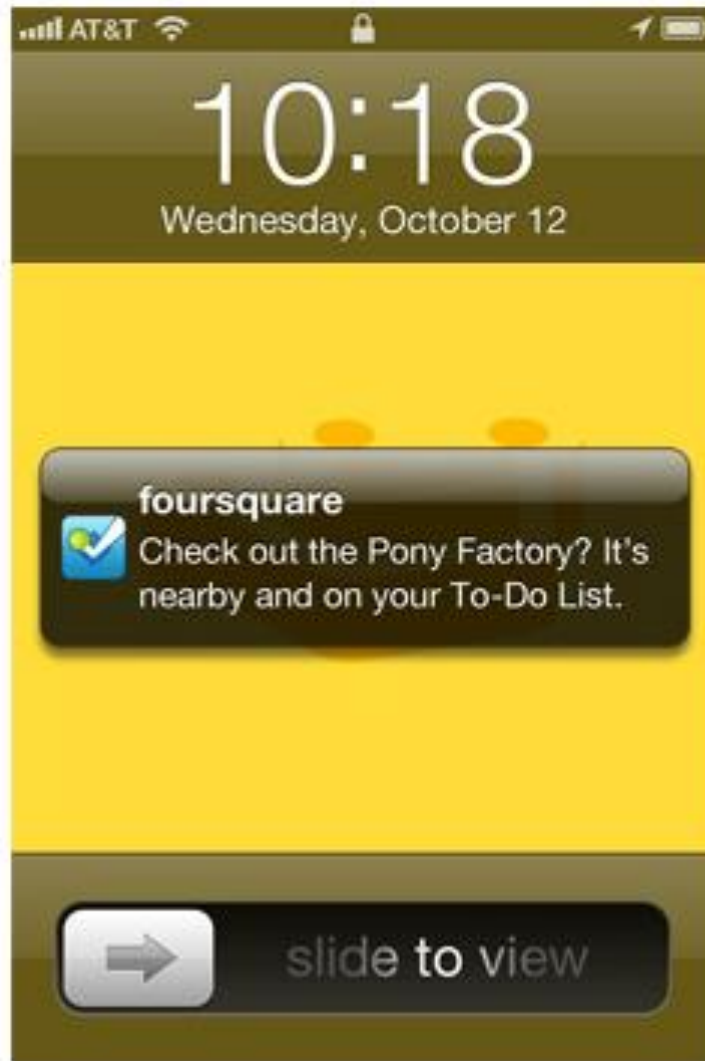 AT&T
10:18
Wednesday, October 12
foursquare
Check out the Pony Factory? It's
nearby and on your To-Do List.
slide to view